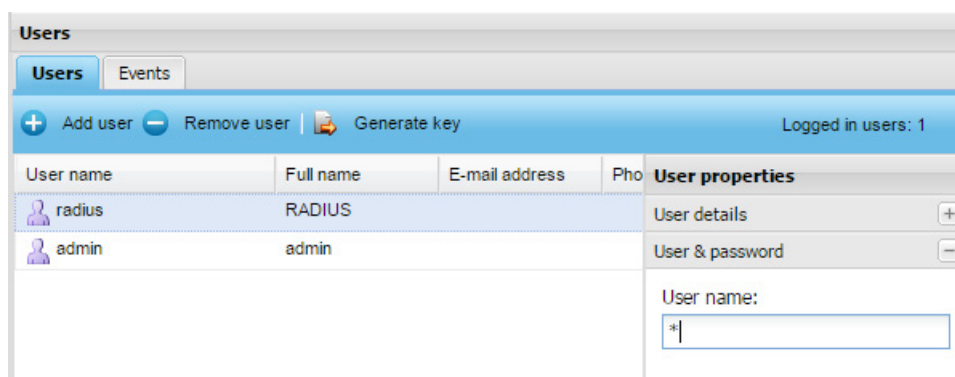 Users
Users Events
Add user Remove user Generate key Logged in users: 1
User name Full name E-mail address Pho User properties
radius RADIUS User details
admin admin User & password
User name:
*